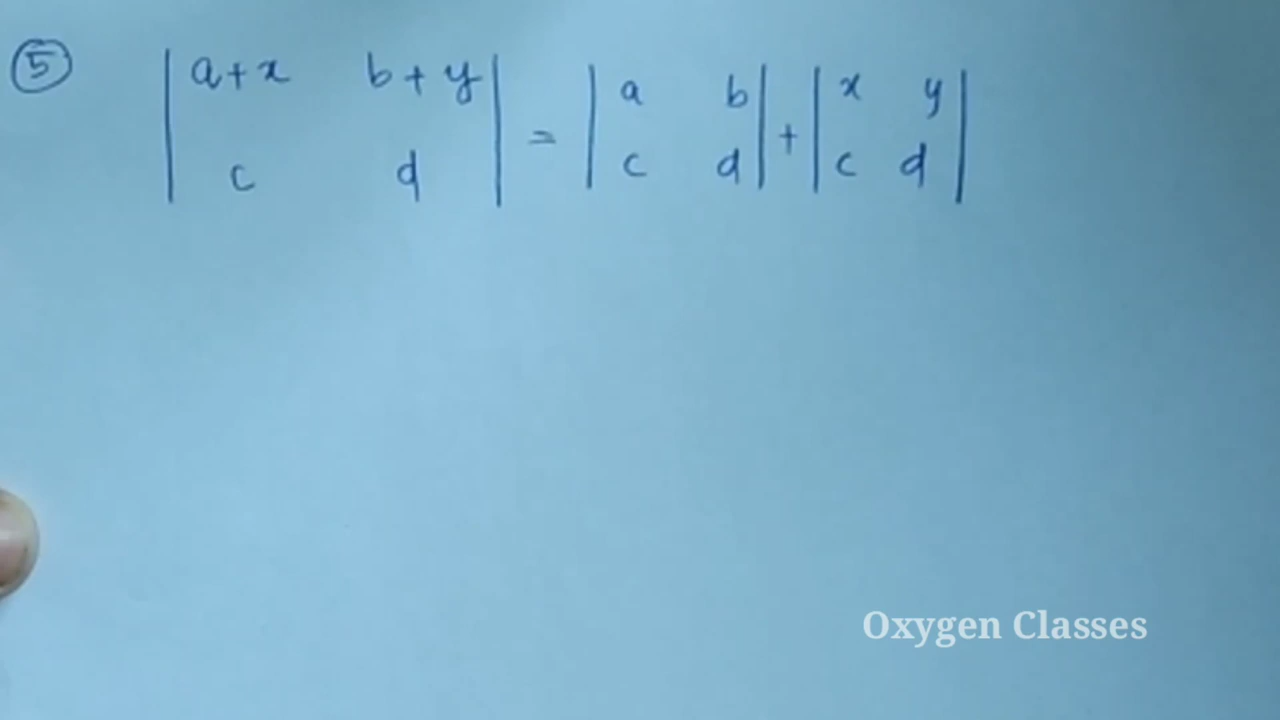 ⑤ | a+x b+y | = | a b | + | x y |
| c d | | c d | | c d |
Oxygen Classes